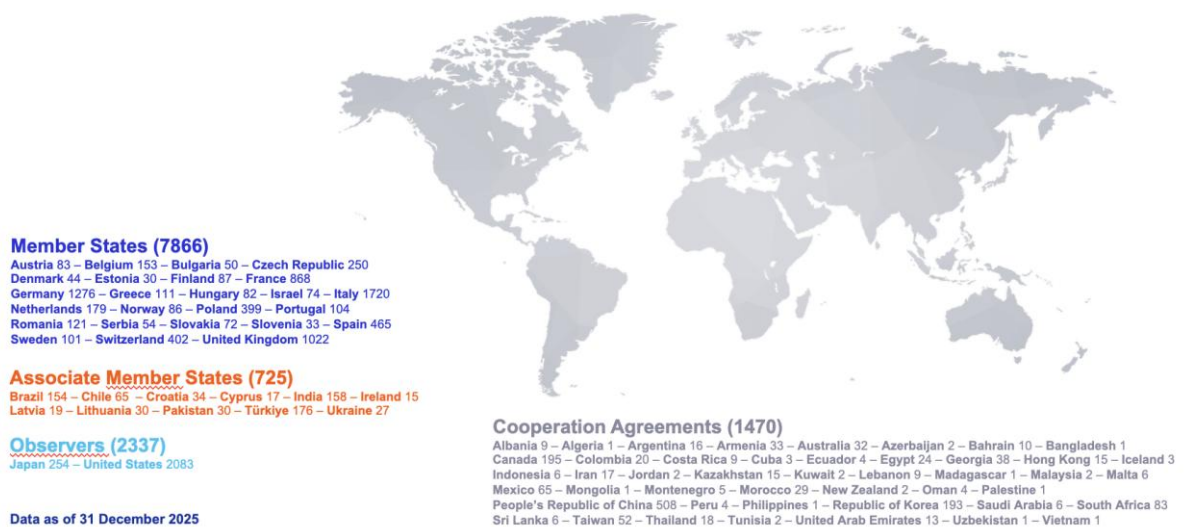 Member States (7866)
Austria 83 – Belgium 153 – Bulgaria 50 – Czech Republic 250
Denmark 44 – Estonia 30 – Finland 87 – France 868
Germany 1276 – Greece 111 – Hungary 82 – Israel 74 – Italy 1720
Netherlands 179 – Norway 86 – Poland 399 – Portugal 104
Romania 121 – Serbia 54 – Slovakia 72 – Slovenia 33 – Spain 465
Sweden 101 – Switzerland 402 – United Kingdom 1022
Associate Member States (725)
Brazil 154 – Chile 65 – Croatia 34 – Cyprus 17 – India 158 – Ireland 15
Latvia 19 – Lithuania 30 – Pakistan 30 – Türkiye 176 – Ukraine 27
Observers (2337)
Japan 254 – United States 2083
Data as of 31 December 2025
Cooperation Agreements (1470)
Albania 9 – Algeria 1 – Argentina 16 – Armenia 33 – Australia 32 – Azerbaijan 2 – Bahrain 10 – Bangladesh 1
Canada 195 – Colombia 20 – Costa Rica 9 – Cuba 3 – Ecuador 4 – Egypt 24 – Georgia 38 – Hong Kong 15 – Iceland 3
Indonesia 6 – Iran 17 – Jordan 2 – Kazakhstan 15 – Kuwait 2 – Lebanon 9 – Madagascar 1 – Malaysia 2 – Malta 6
Mexico 65 – Mongolia 1 – Montenegro 5 – Morocco 29 – New Zealand 2 – Oman 4 – Palestine 1
People's Republic of China 508 – Peru 4 – Philippines 1 – Republic of Korea 193 – Saudi Arabia 6 – South Africa 83
Sri Lanka 6 – Taiwan 52 – Thailand 18 – Tunisia 2 – United Arab Emirates 13 – Uzbekistan 1 – Vietnam 1